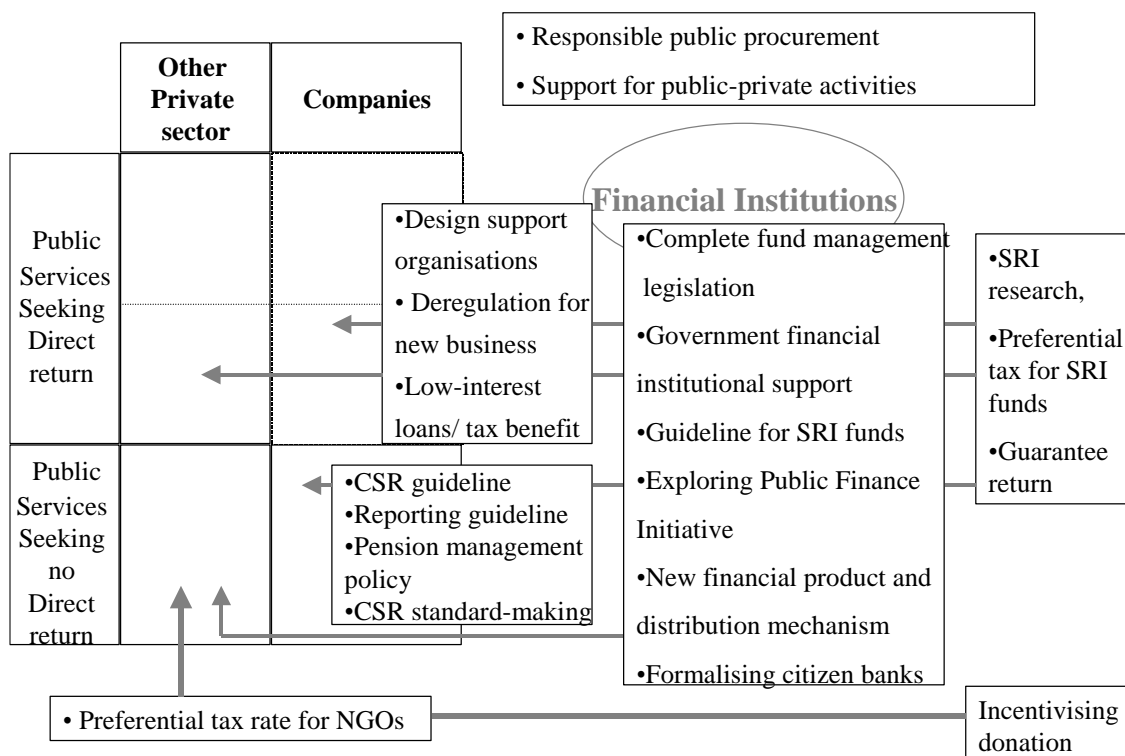 • Responsible public procurement
• Support for public-private activities
Other
Private
sector
Companies
Financial Institutions
Public
Services
Seeking
Direct
return
•Design support
organisations
• Deregulation for
new business
•Low-interest
loans/ tax benefit
•Complete fund management
legislation
•Government financial
institutional support
•Guideline for SRI funds
•Exploring Public Finance
Initiative
•New financial product and
distribution mechanism
•Formalising citizen banks
•SRI
research,
•Preferential
tax for SRI
funds
•Guarantee
return
Public
Services
Seeking
no
Direct
return
•CSR guideline
•Reporting guideline
•Pension management
policy
•CSR standard-making
• Preferential tax rate for NGOs
Incentivising
donation